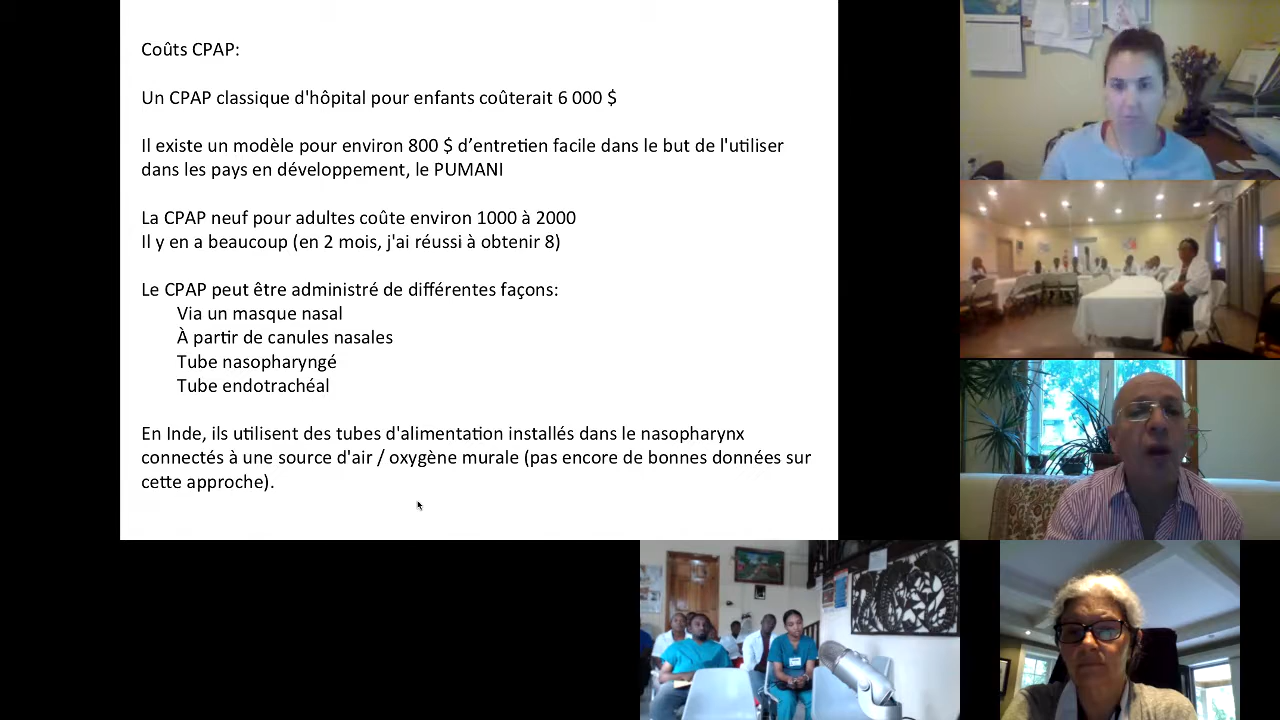 Coûts CPAP:
Un CPAP classique d'hôpital pour enfants coûterait 6 000 $
Il existe un modèle pour environ 800 $ d’entretien facile dans le but de l'utiliser
dans les pays en développement, le PUMANI
La CPAP neuf pour adultes coûte environ 1000 à 2000
Il y en a beaucoup (en 2 mois, j'ai réussi à obtenir 8)
Le CPAP peut être administré de différentes façons:
Via un masque nasal
À partir de canules nasales
Tube nasopharyngé
Tube endotrachéal
En Inde, ils utilisent des tubes d'alimentation installés dans le nasopharynx
connectés à une source d'air / oxygène murale (pas encore de bonnes données sur
cette approche).